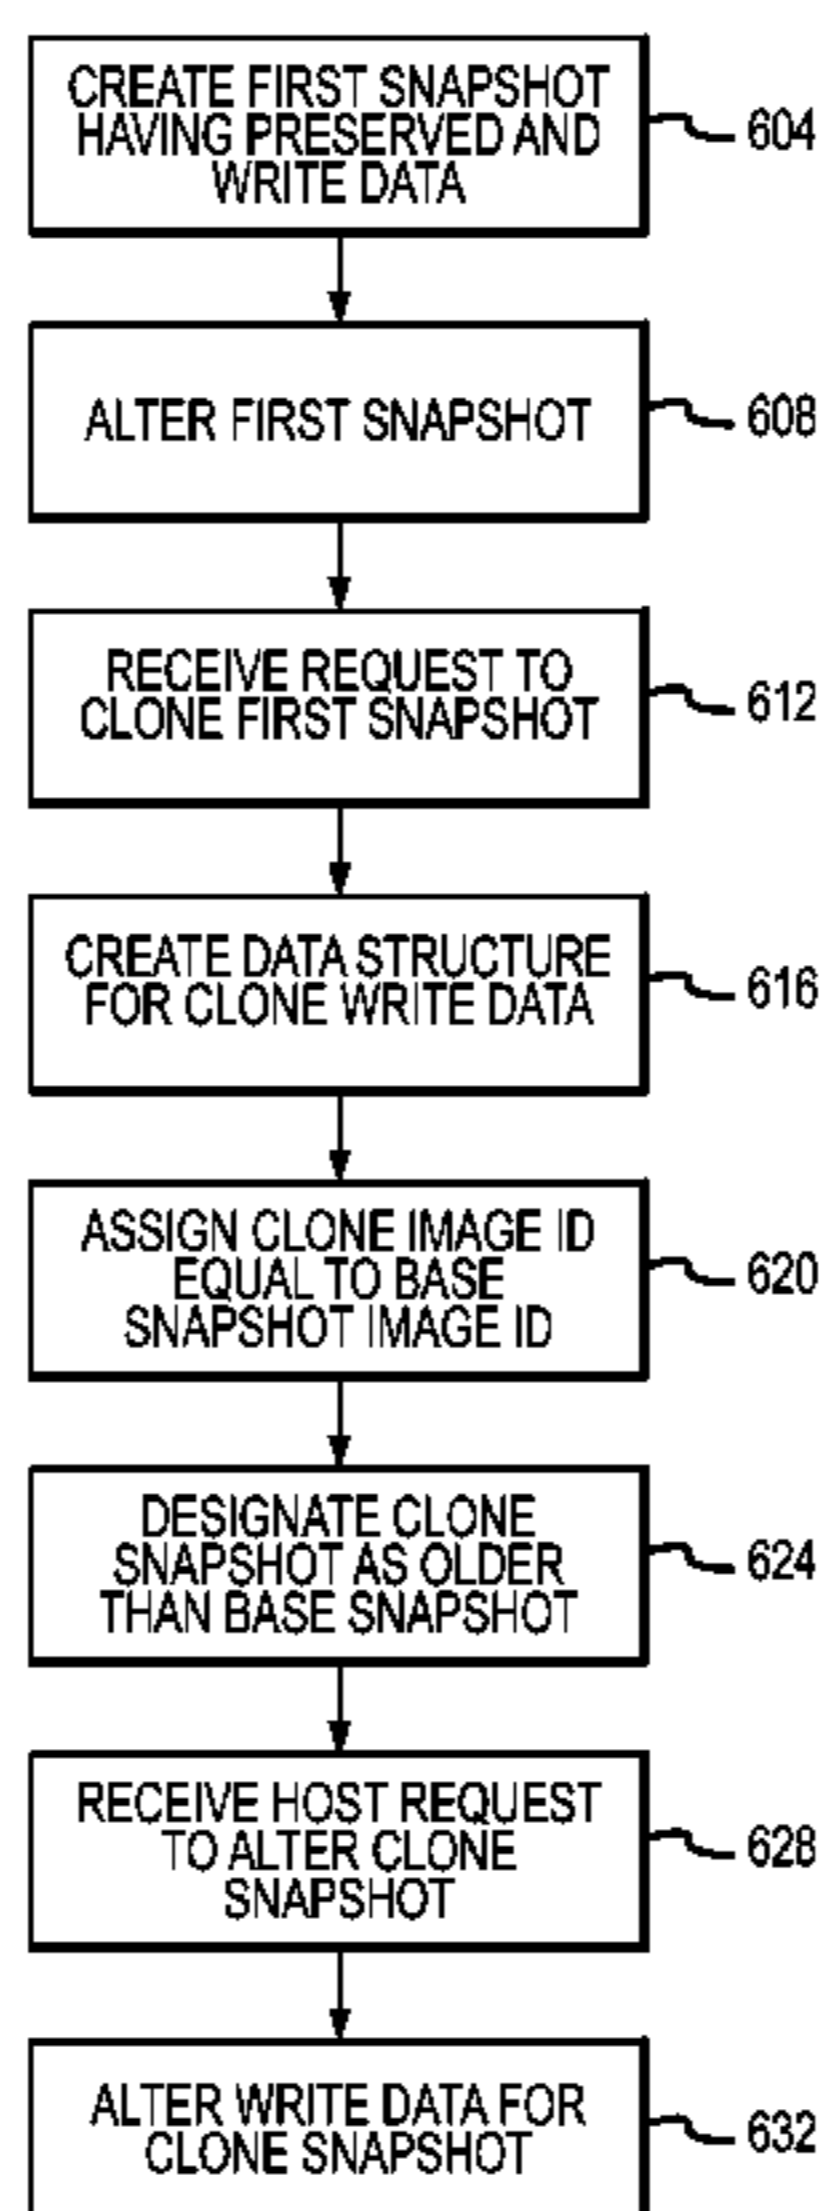 CREATE FIRST SNAPSHOT
HAVING PRESERVED AND
WRITE DATA
604
ALTER FIRST SNAPSHOT
608
RECEIVE REQUEST TO
CLONE FIRST SNAPSHOT
612
CREATE DATA STRUCTURE
FOR CLONE WRITE DATA
616
ASSIGN CLONE IMAGE ID
EQUAL TO BASE
SNAPSHOT IMAGE ID
620
DESIGNATE CLONE
SNAPSHOT AS OLDER
THAN BASE SNAPSHOT
624
RECEIVE HOST REQUEST
TO ALTER CLONE
SNAPSHOT
628
ALTER WRITE DATA FOR
CLONE SNAPSHOT
632